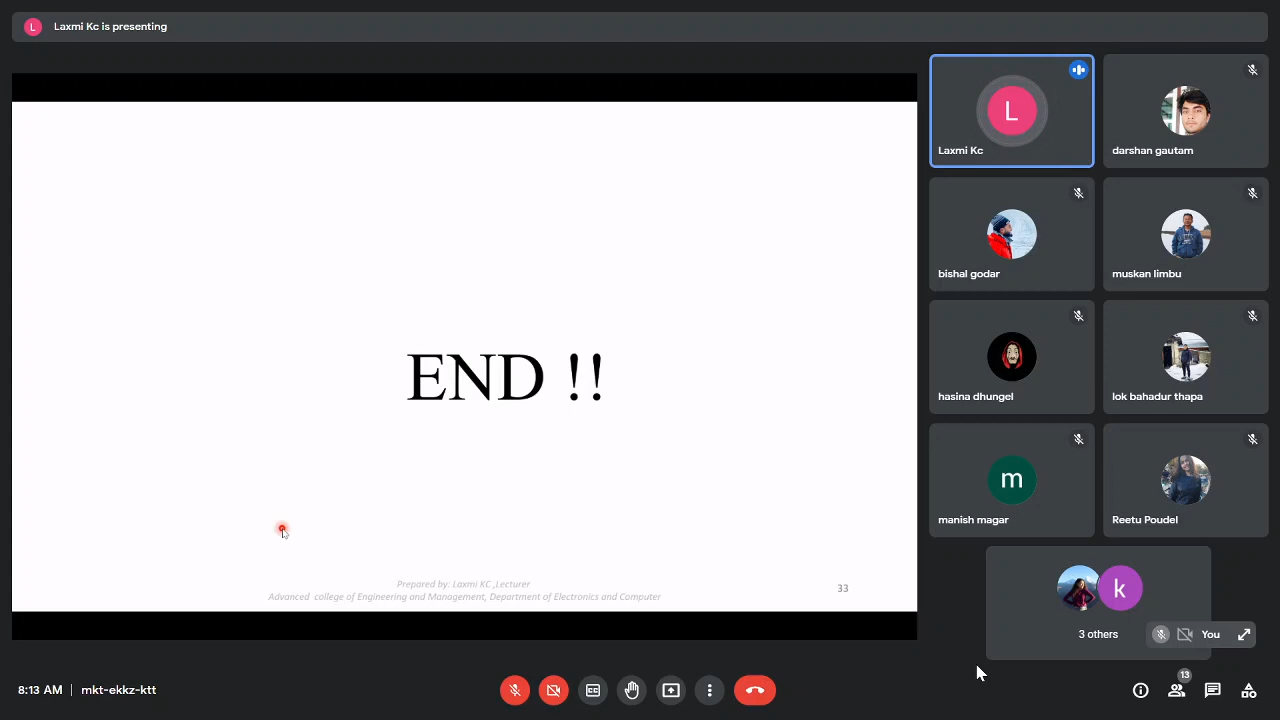 L Laxmi Kc is presenting
END !!
Prepared by: Laxmi KC ,Lecturer
Advanced college of Engineering and Management, Department of Electronics and Computer
33
L
Laxmi Kc
darshan gautam
bishal godar
muskan limbu
hasina dhungel
lok bahadur thapa
m
manish magar
Reetu Poudel
k
3 others
You
8:13 AM | mkt-ekkz-ktt
CC
13